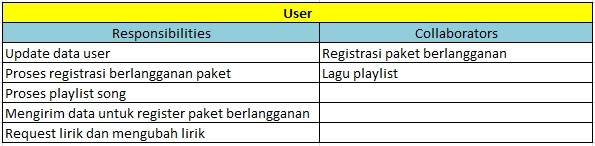 User
Responsibilities Collaborators
Update data user Registrasi paket berlangganan
Proses registrasi berlangganan paket Lagu playlist
Proses playlist song
Mengirim data untuk register paket berlangganan
Request lirik dan mengubah lirik